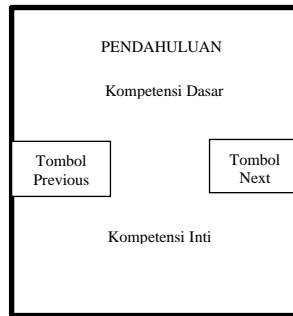 PENDAHULUAN
Kompetensi Dasar
Tombol
Previous
Tombol
Next
Kompetensi Inti